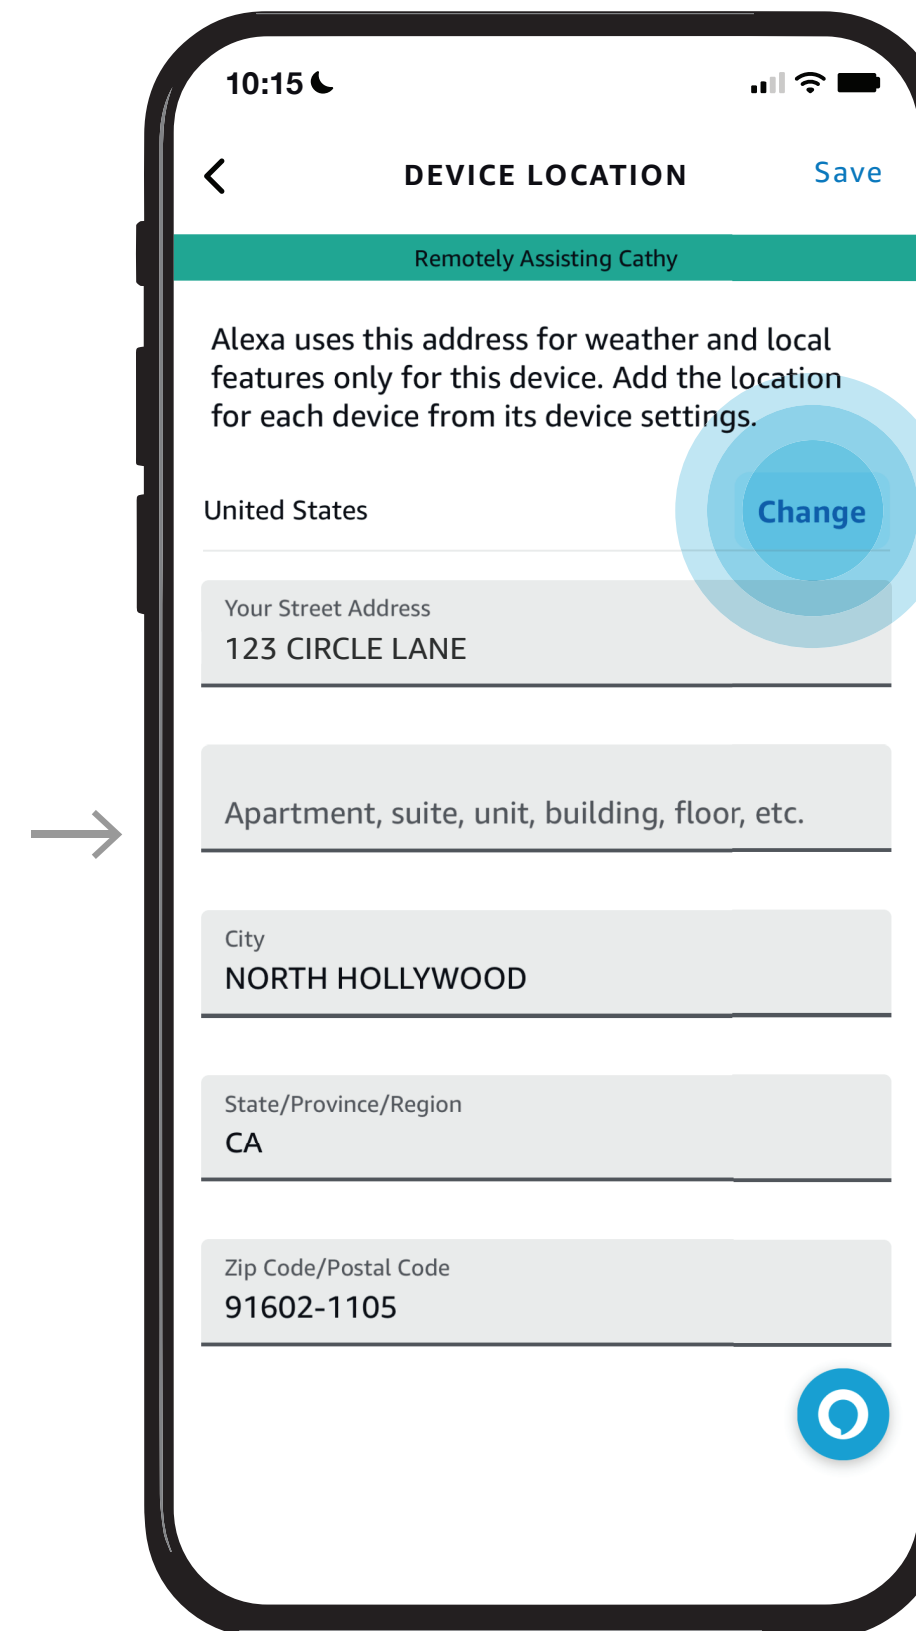 10:15
DEVICE LOCATION
Save
Remotely Assisting Cathy
Alexa uses this address for weather and local
features only for this device. Add the location
for each device from its device settings.
United States
Change
Your Street Address
123 CIRCLE LANE
Apartment, suite, unit, building, floor, etc.
City
NORTH HOLLYWOOD
State/Province/Region
CA
Zip Code/Postal Code
91602-1105